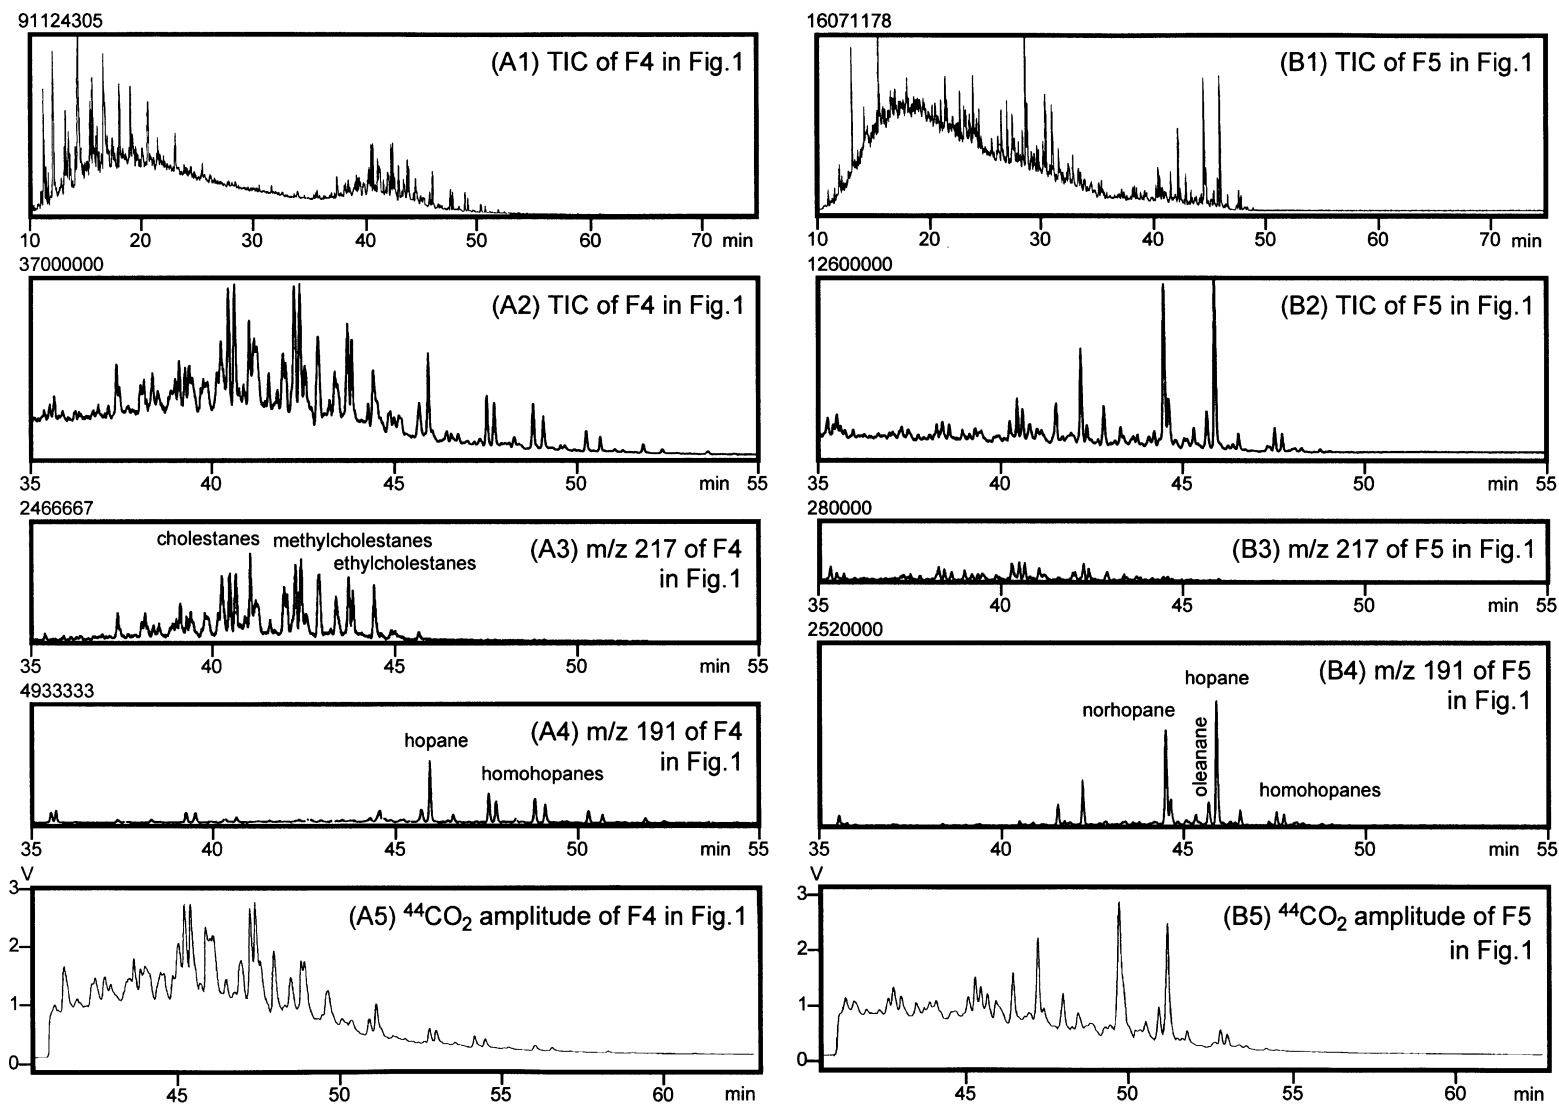 91124305
(A1) TIC of F4 in Fig.1
10 20 30 40 50 60 70 min
37000000
(A2) TIC of F4 in Fig.1
35 40 45 50 min 55
2466667
cholestanes methylcholestanes
ethylcholestanes
(A3) m/z 217 of F4
in Fig.1
35 40 45 50 min 55
4933333
(A4) m/z 191 of F4
in Fig.1
hopane
homohopanes
35 40 45 50 min 55
V
3
2
1
0
(A5) ⁴⁴CO₂ amplitude of F4 in Fig.1
45 50 55 60 min
16071178
(B1) TIC of F5 in Fig.1
10 20 30 40 50 60 70 min
12600000
(B2) TIC of F5 in Fig.1
35 40 45 50 min 55
280000
(B3) m/z 217 of F5 in Fig.1
35 40 45 50 min 55
2520000
(B4) m/z 191 of F5
in Fig.1
hopane
norhopane
oleanane
homohopanes
35 40 45 50 min 55
V
3
2
1
0
(B5) ⁴⁴CO₂ amplitude of F5
in Fig.1
45 50 55 60 min